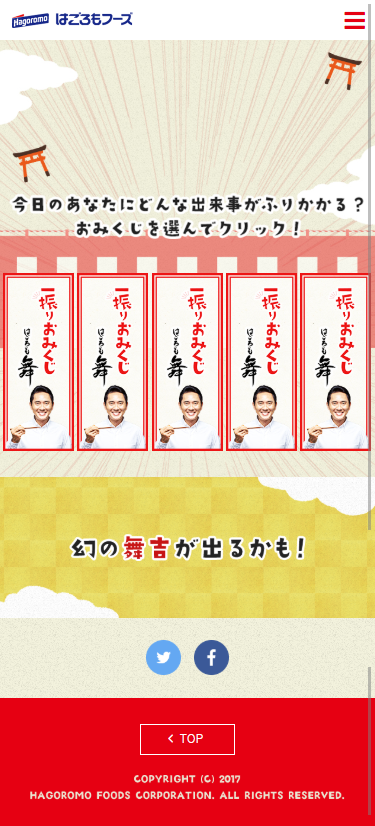 Hagoromo はごろもフーズ
今日のあなたにどんな出来事がふりかかる？
おみくじを選んでクリック！
一振りおみくじ
はごろも舞
一振りおみくじ
はごろも舞
一振りおみくじ
はごろも舞
一振りおみくじ
はごろも舞
一振りおみくじ
はごろも舞
幻の舞吉が出るかも！
TOP
COPYRIGHT (C) 2017
HAGOROMO FOODS CORPORATION. ALL RIGHTS RESERVED.